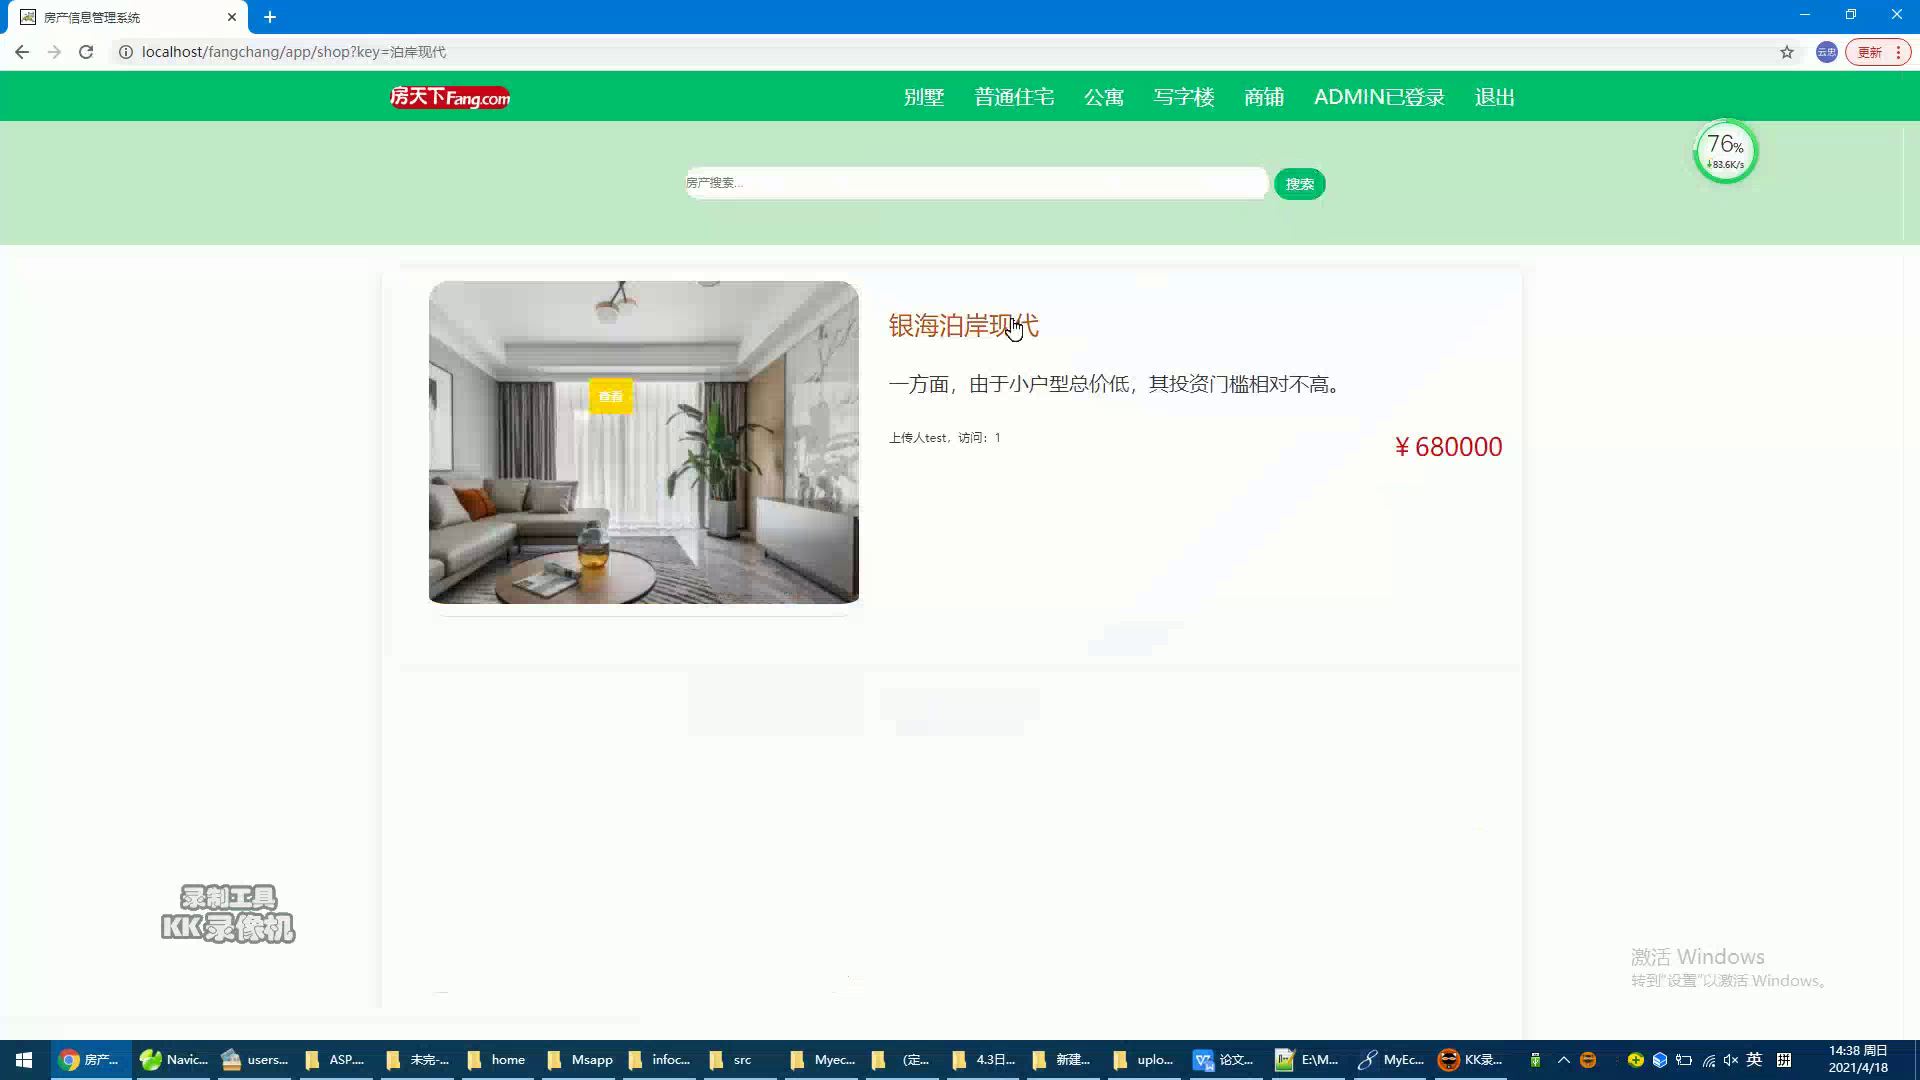 房产信息管理系统
localhost/fangchang/app/shop?key=泊岸现代
云忠
更新
房天下Fang.com
别墅
普通住宅
公寓
写字楼
商铺
ADMIN已登录
退出
76%
83.6K/s
房产搜索...
搜索
银海泊岸现代
查看
一方面，由于小户型总价低，其投资门槛相对不高。
上传人test，访问：1
¥ 680000
录制工具
KK录像机
激活 Windows
转到"设置"以激活 Windows。
房产...
Navic...
users...
ASP....
未完-...
home
Msapp
infoc...
src
Myec...
(定...
4.3日...
新建...
uplo...
论文...
E:\M...
MyEc...
KK录...
英
拼
14:38 周日
2021/4/18